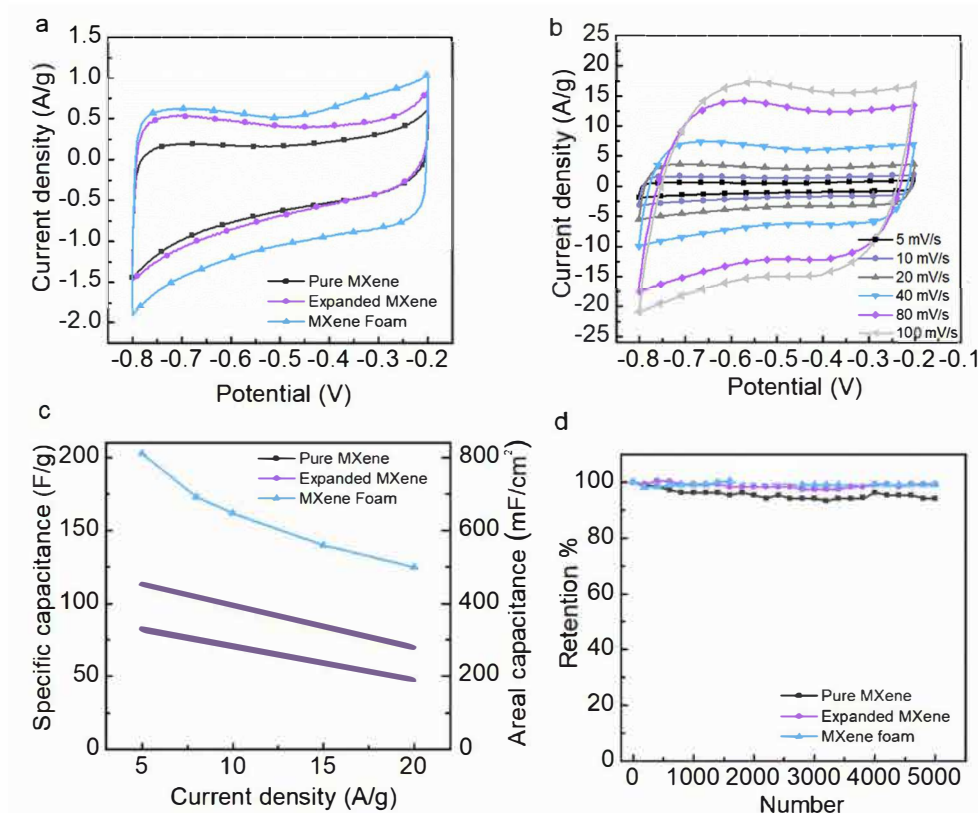 a
1.5
1.0
0.5
0.0
-0.5
-1.0
-1.5
-2.0
Current density (A/g)
Pure MXene
Expanded MXene
MXene Foam
-0.8 -0.7 -0.6 -0.5 -0.4 -0.3 -0.2
Potential (V)
b
25
20
15
10
5
0
-5
-10
-15
-20
-25
Current density (A/g)
5 mV/s
10 mV/s
20 mV/s
40 mV/s
80 mV/s
100 mV/s
-0.8 -0.7 -0.6 -0.5 -0.4 -0.3 -0.2 -0.1
Potential (V)
c
200
150
100
50
0
Specific capacitance (F/g)
Pure MXene
Expanded MXene
MXene Foam
800
600
400
200
0
Areal capacitance (mF/cm²)
5 10 15 20
Current density (A/g)
d
100
80
60
40
20
0
Retention %
Pure MXene
Expanded MXene
MXene foam
0 1000 2000 3000 4000 5000
Number